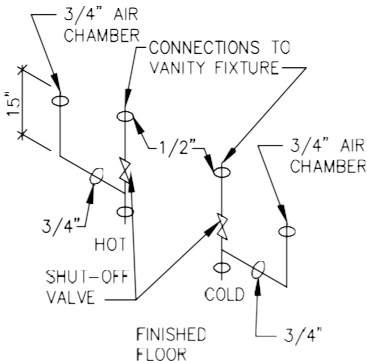 3/4" AIR
CHAMBER
CONNECTIONS TO
VANITY FIXTURE
15"
1/2"
3/4" AIR
CHAMBER
3/4"
HOT
SHUT-OFF
VALVE
COLD
3/4"
FINISHED
FLOOR